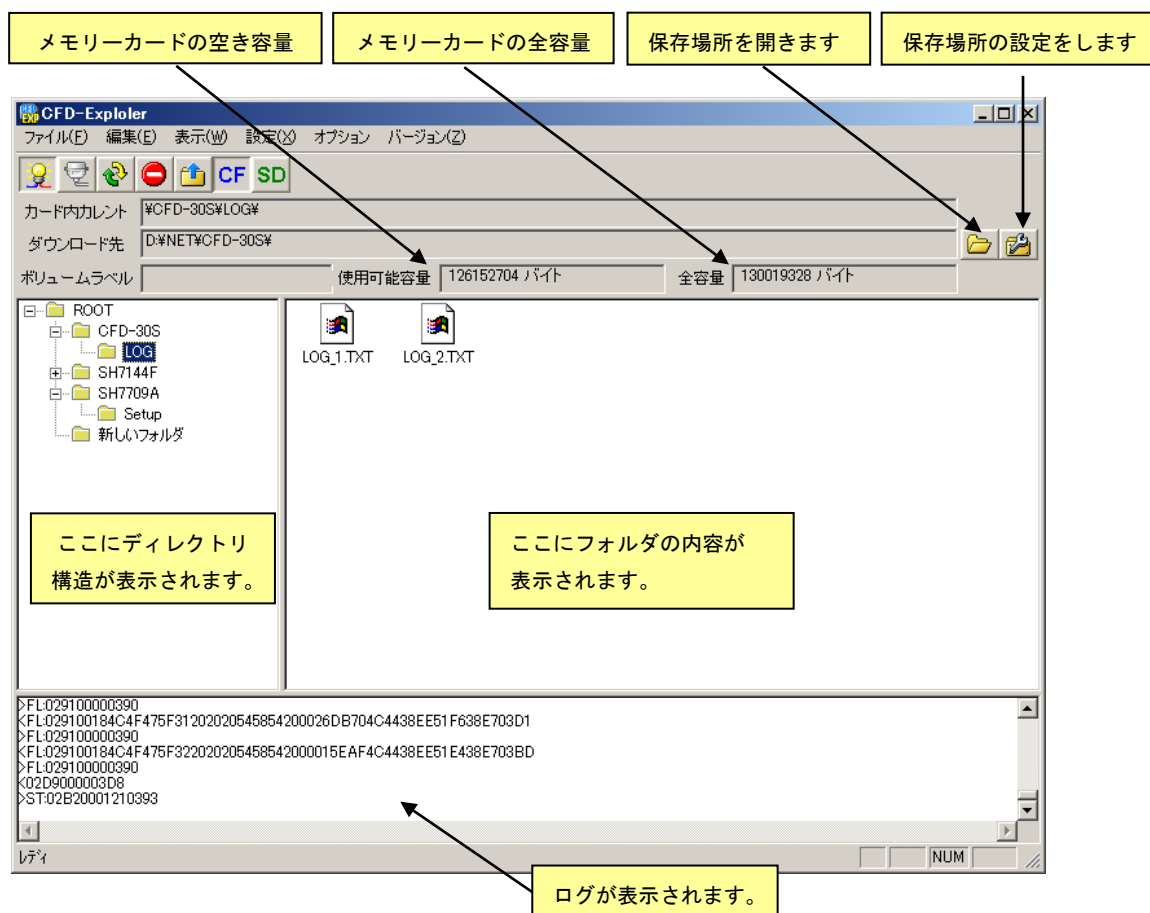 メモリーカードの空き容量
メモリーカードの全容量
保存場所を開きます
保存場所の設定をします
CFD-Exploler
ファイル(F) 編集(E) 表示(W) 設定(X) オプション バージョン(Z)
CF SD
カード内カレント ¥CFD-30S¥LOG¥
ダウンロード先 D:¥NET¥CFD-30S¥
ボリュームラベル 使用可能容量 126152704 バイト 全容量 130019328 バイト
ROOT
CFD-30S
LOG
SH7144F
SH7709A
Setup
新しいフォルダ
LOG_1.TXT LOG_2.TXT
ここにディレクトリ
構造が表示されます。
ここにフォルダの内容が
表示されます。
>FL:029100000390
<FL:029100184C4F475F3120202054585420002​6DB704C4438EE51F638E703D1
>FL:029100000390
<FL:029100184C4F475F322020205458542000015EAF4C4438EE51E438E703BD
>FL:029100000390
<02D9000003D8
>ST:02B20001210393
レディ NUM
ログが表示されます。